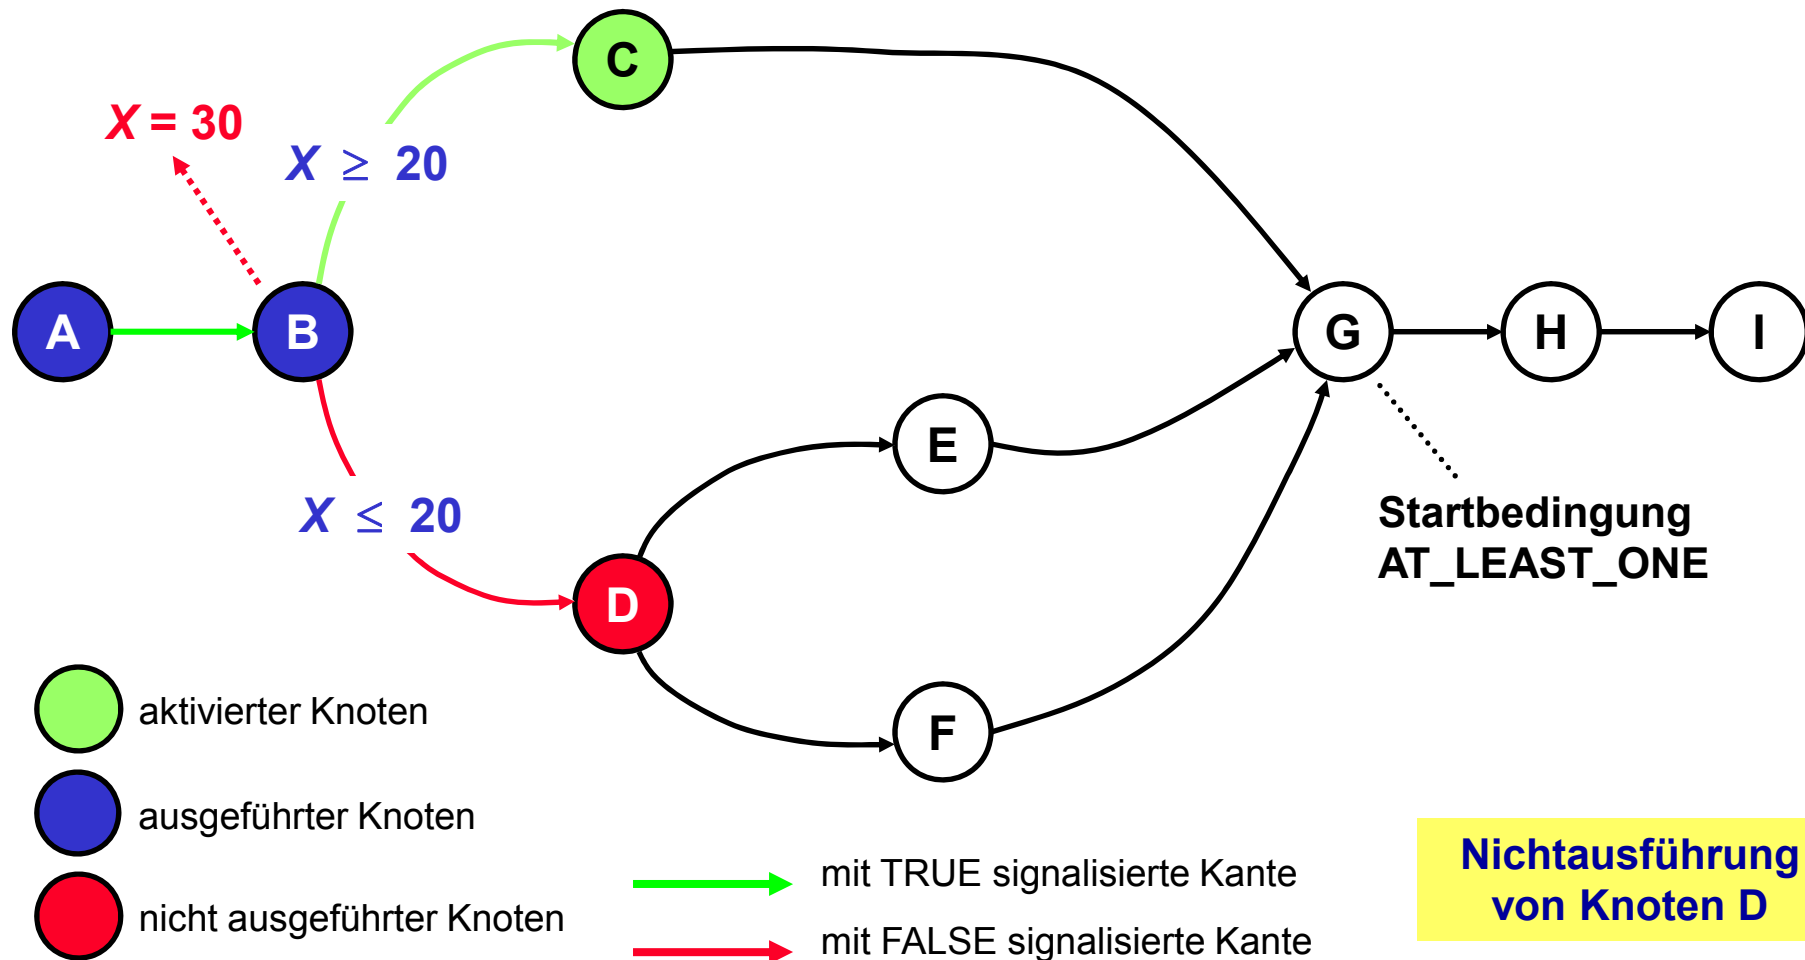 C
X = 30
X ≥ 20
A
B
G
H
I
E
X ≤ 20
Startbedingung
AT_LEAST_ONE
D
F
aktivierter Knoten
ausgeführter Knoten
nicht ausgeführter Knoten
mit TRUE signalisierte Kante
mit FALSE signalisierte Kante
Nichtausführung
von Knoten D